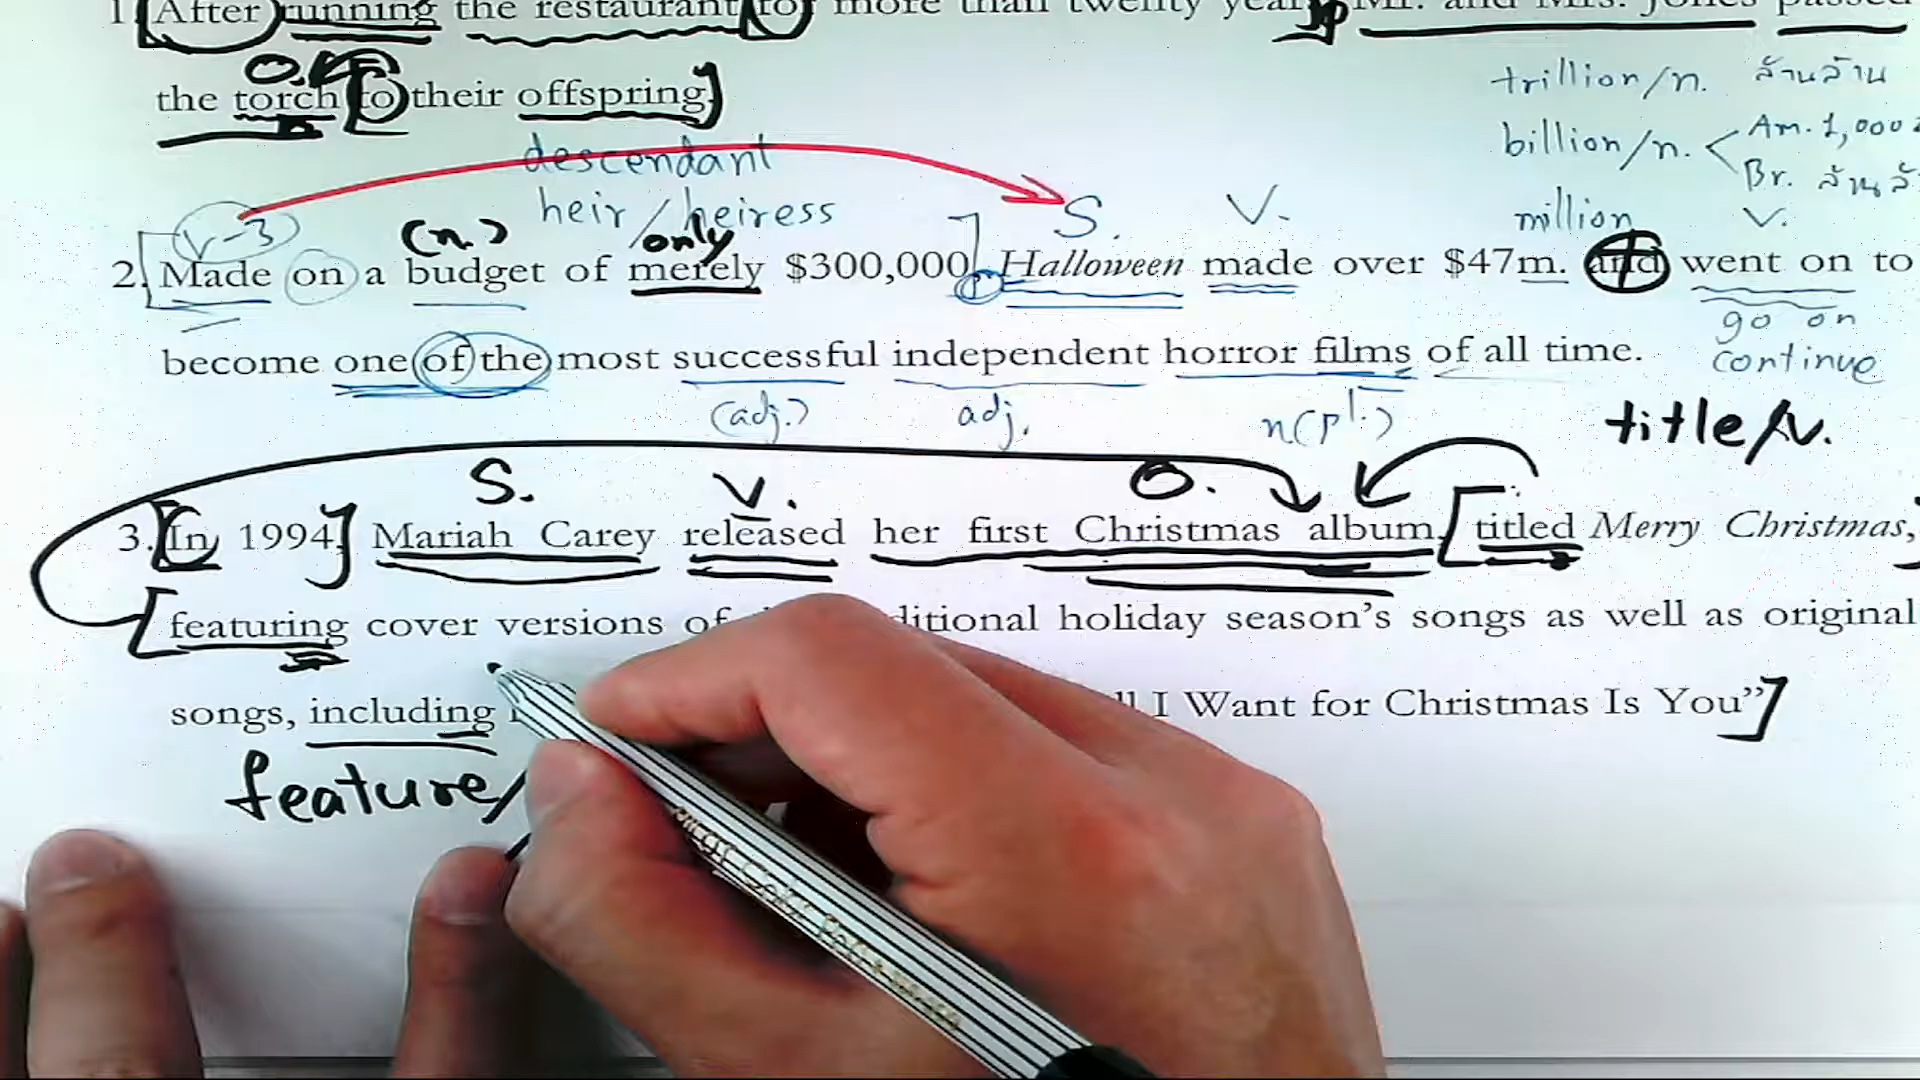 1. After running the restaurant for more than twenty years, Mr. and Mrs. Jones passed
O.
the torch to their offspring.
trillion/n. ล้านล้าน
descendant
billion/n. < Am. 1,000
Br. ล้าน
heir / heiress
million
(v-3)
(n.)
only
S.
V.
V.
2. Made on a budget of merely $300,000, Halloween made over $47m. and went on to
go on
become one of the most successful independent horror films of all time.
continue
(adj.)
adj.
n(pl.)
title/v.
S.
V.
O.
3. In 1994, Mariah Carey released her first Christmas album, titled Merry Christmas,
featuring cover versions of holiday season's songs as well as original
songs, including I Want for Christmas Is You”
feature/
PILOT Color Pen